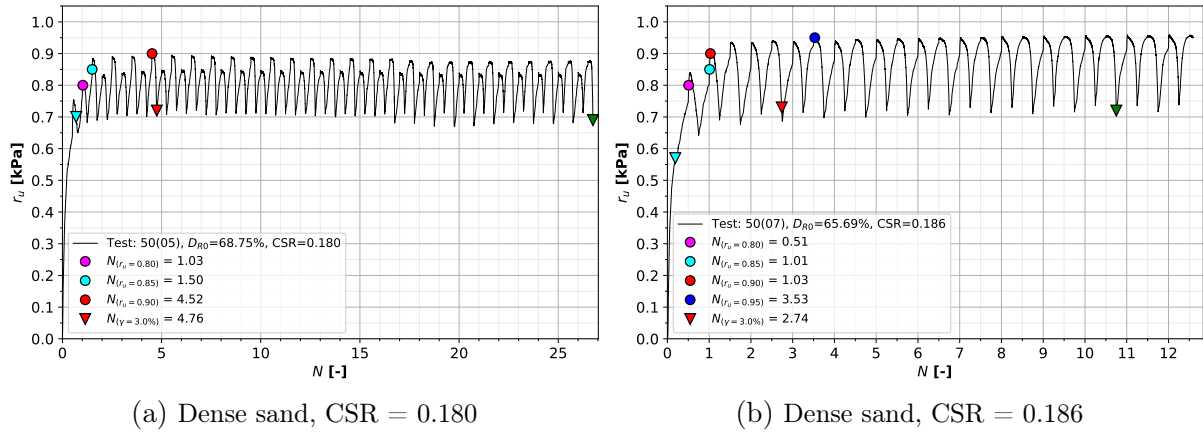 1.0
0.9
0.8
0.7
0.6
0.5
0.4
0.3
0.2
0.1
0.0
r_u [kPa]
Test: 50(05), D_{R0}=68.75%, CSR=0.180
N_{(r_u=0.80)} = 1.03
N_{(r_u=0.85)} = 1.50
N_{(r_u=0.90)} = 4.52
N_{(γ=3.0%)} = 4.76
0 5 10 15 20 25
N [-]
(a) Dense sand, CSR = 0.180
1.0
0.9
0.8
0.7
0.6
0.5
0.4
0.3
0.2
0.1
0.0
r_u [kPa]
Test: 50(07), D_{R0}=65.69%, CSR=0.186
N_{(r_u=0.80)} = 0.51
N_{(r_u=0.85)} = 1.01
N_{(r_u=0.90)} = 1.03
N_{(r_u=0.95)} = 3.53
N_{(γ=3.0%)} = 2.74
0 1 2 3 4 5 6 7 8 9 10 11 12
N [-]
(b) Dense sand, CSR = 0.186